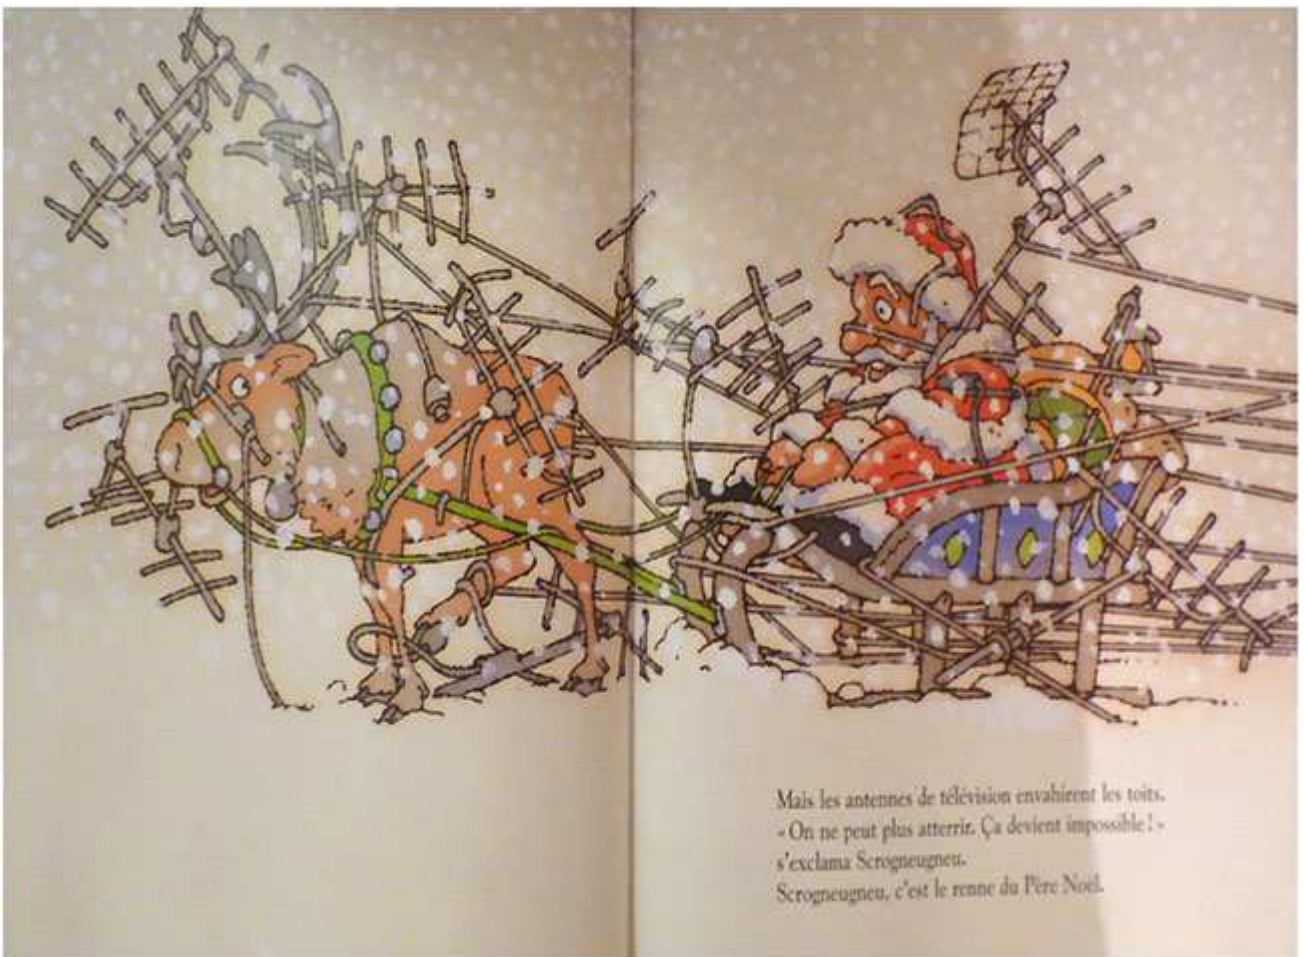 Mais les antennes de télévision envahirent les toits.
« On ne peut plus atterrir. Ça devient impossible ! »
s'exclama Scrogneugneu.
Scrogneugneu, c'est le renne du Père Noël.